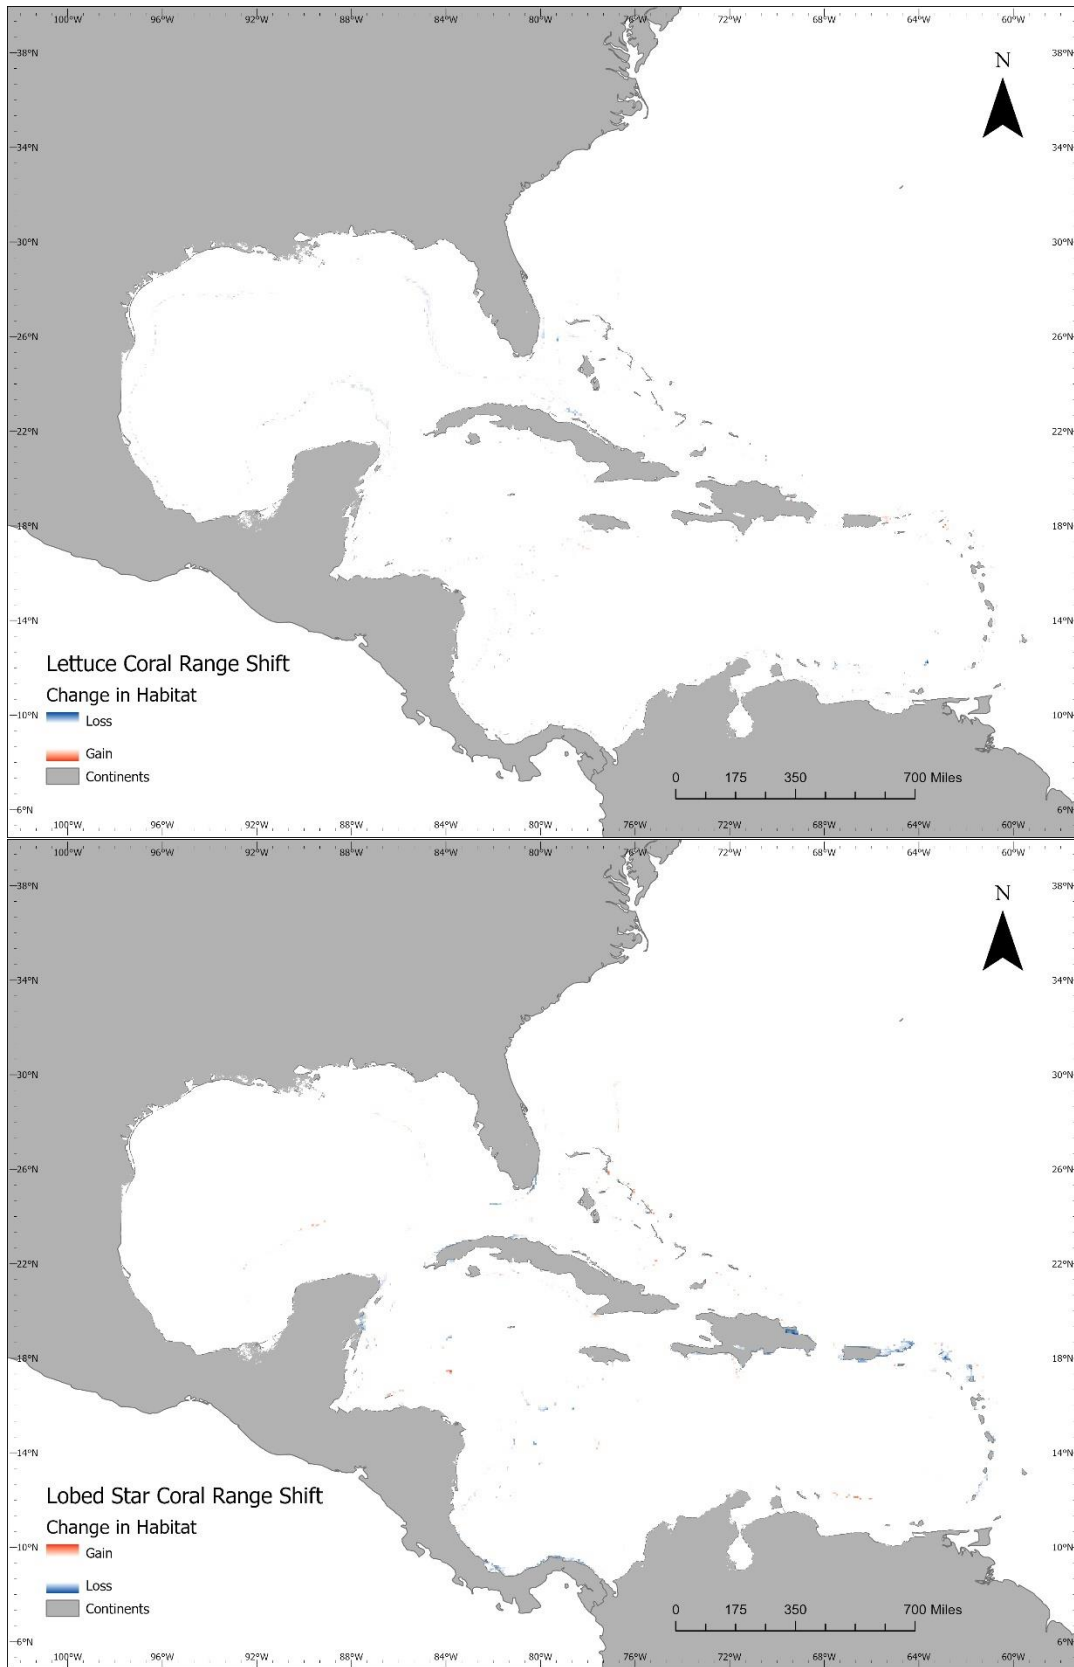 100°W 96°W 92°W 88°W 84°W 80°W 76°W 72°W 68°W 64°W 60°W
38°N 38°N
N
34°N 34°N
30°N 30°N
26°N 26°N
22°N 22°N
18°N 18°N
14°N 14°N
Lettuce Coral Range Shift
Change in Habitat
Loss
10°N 10°N
Gain
Continents
0 175 350 700 Miles
6°N 6°N
100°W 96°W 92°W 88°W 84°W 80°W 76°W 72°W 68°W 64°W 60°W
100°W 96°W 92°W 88°W 84°W 80°W 76°W 72°W 68°W 64°W 60°W
38°N 38°N
N
34°N 34°N
30°N 30°N
26°N 26°N
22°N 22°N
18°N 18°N
14°N 14°N
Lobed Star Coral Range Shift
Change in Habitat
Gain
10°N 10°N
Loss
Continents
0 175 350 700 Miles
6°N 6°N
100°W 96°W 92°W 88°W 84°W 80°W 76°W 72°W 68°W 64°W 60°W